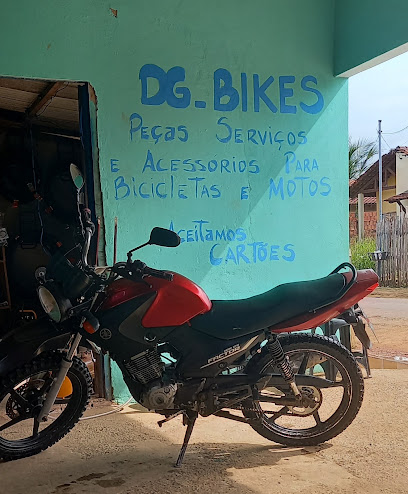 DG. BIKES
Peças Serviços
e Acessorios Para
Bicicletas e Motos
Aceitamos
Cartões
FACTOR